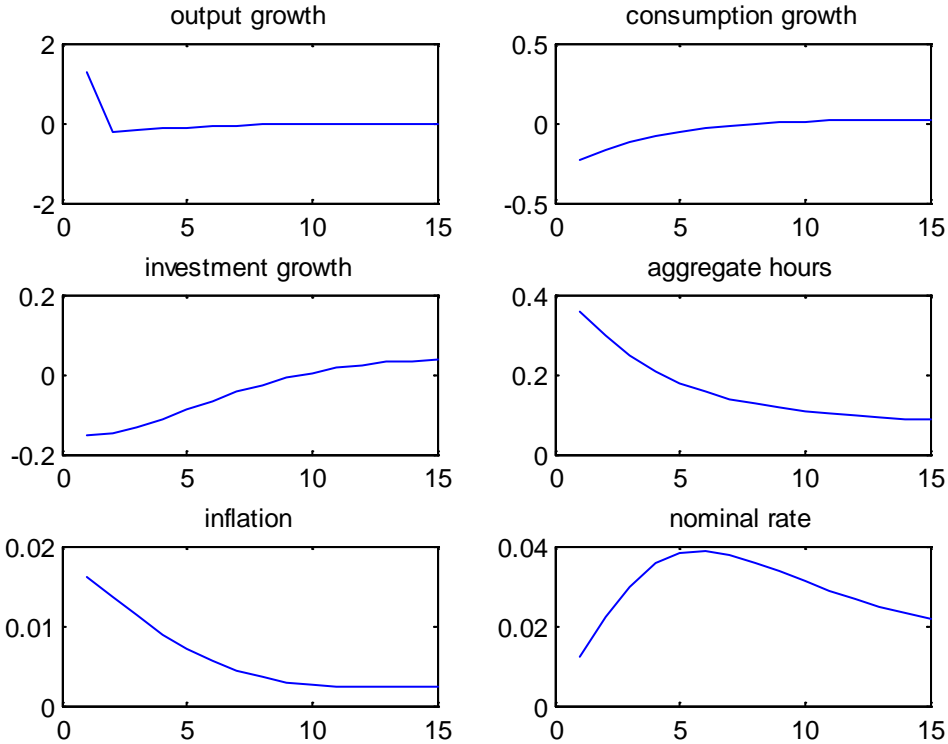 output growth
2
0
-2
0 5 10 15
consumption growth
0.5
0
-0.5
0 5 10 15
investment growth
0.2
0
-0.2
0 5 10 15
aggregate hours
0.4
0.2
0
0 5 10 15
inflation
0.02
0.01
0
0 5 10 15
nominal rate
0.04
0.02
0
0 5 10 15